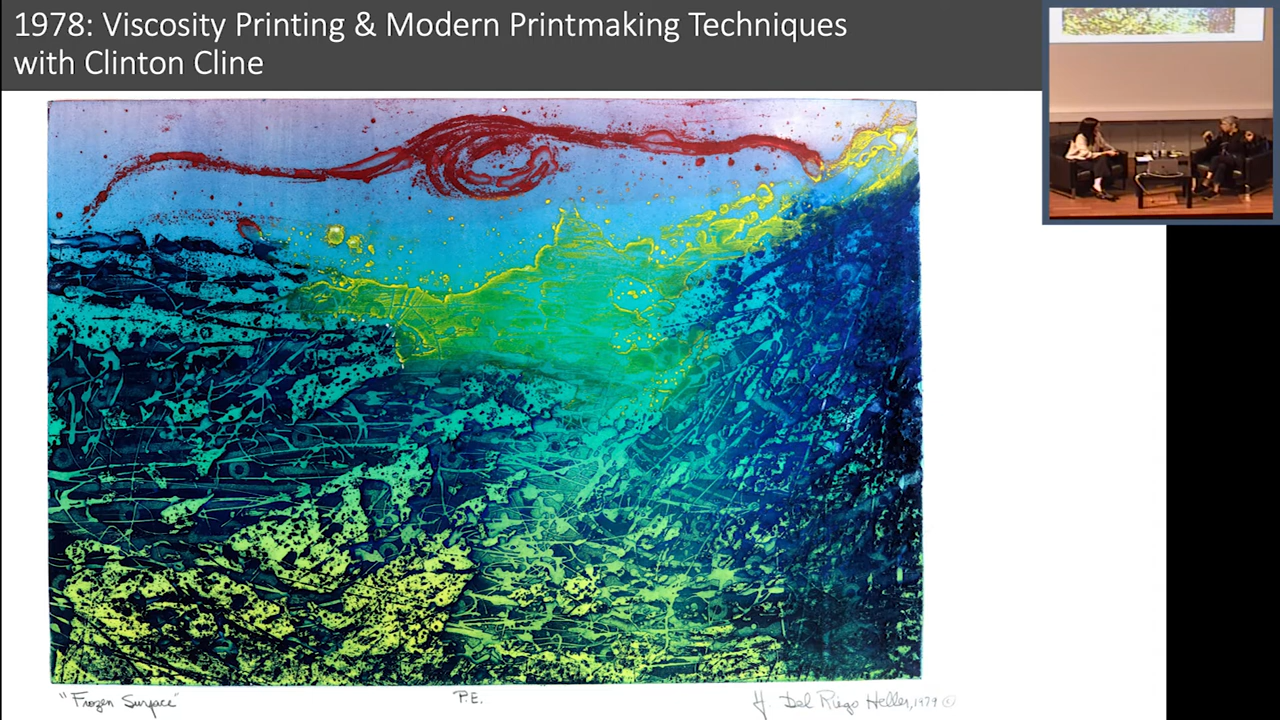 1978: Viscosity Printing & Modern Printmaking Techniques
with Clinton Cline
"Frozen Surface" P.E. H. Del Riego Heller, 1979 ©